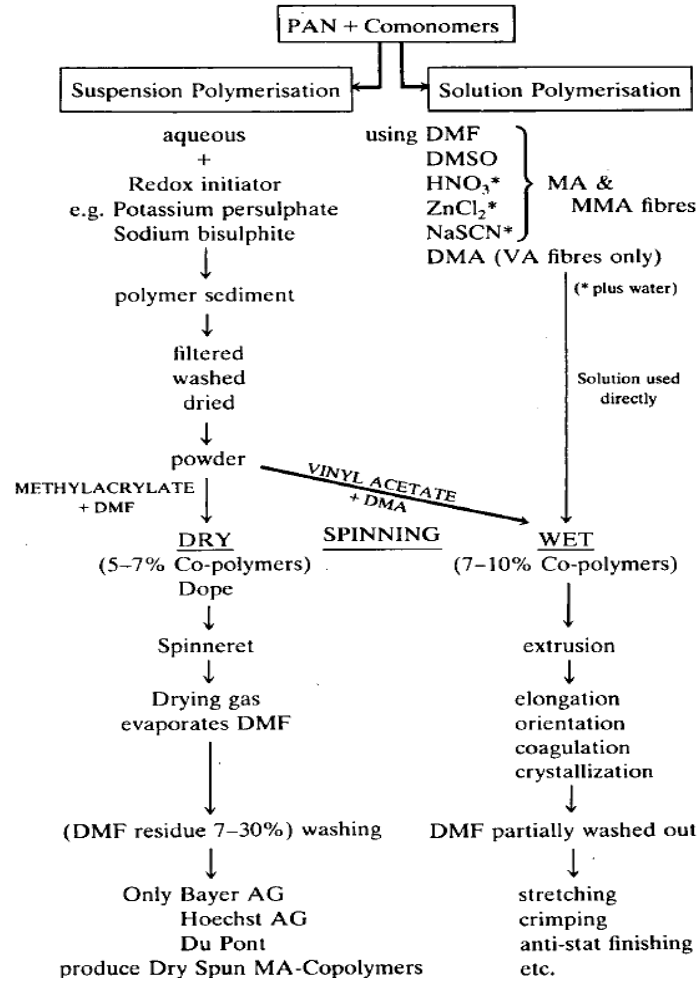 PAN + Comonomers
Suspension Polymerisation
Solution Polymerisation
aqueous
+
Redox initiator
e.g. Potassium persulphate
Sodium bisulphite
polymer sediment
filtered
washed
dried
powder
using DMF
DMSO
HNO₃*
ZnCl₂*
NaSCN*
MA &
MMA fibres
DMA (VA fibres only)
(* plus water)
Solution used
directly
METHYLACRYLATE
+ DMF
VINYL ACETATE
+ DMA
SPINNING
DRY
(5–7% Co-polymers)
Dope
Spinneret
Drying gas
evaporates DMF
(DMF residue 7–30%) washing
Only Bayer AG
Hoechst AG
Du Pont
produce Dry Spun MA-Copolymers
WET
(7–10% Co-polymers)
extrusion
elongation
orientation
coagulation
crystallization
DMF partially washed out
stretching
crimping
anti-stat finishing
etc.